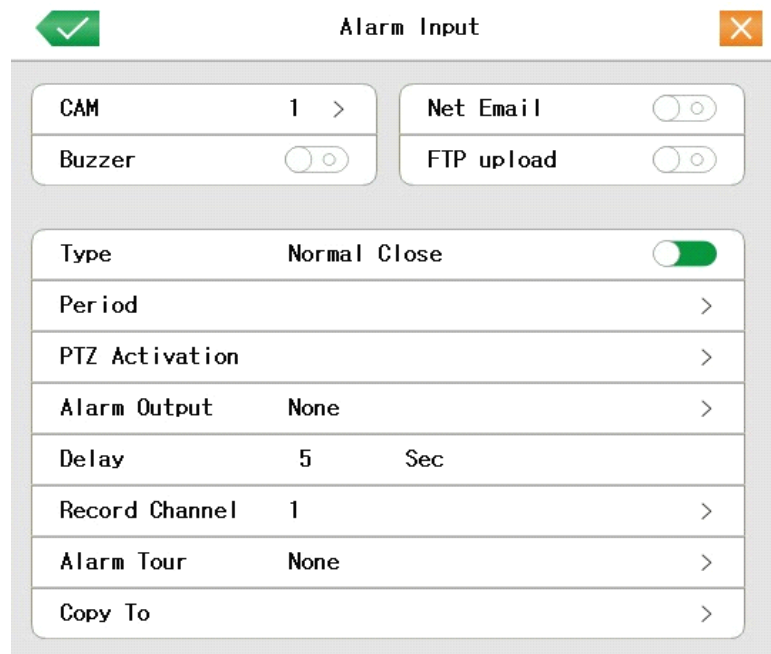 Alarm Input
CAM 1 >
Buzzer
Net Email
FTP upload
Type Normal Close
Period >
PTZ Activation >
Alarm Output None >
Delay 5 Sec
Record Channel 1 >
Alarm Tour None >
Copy To >